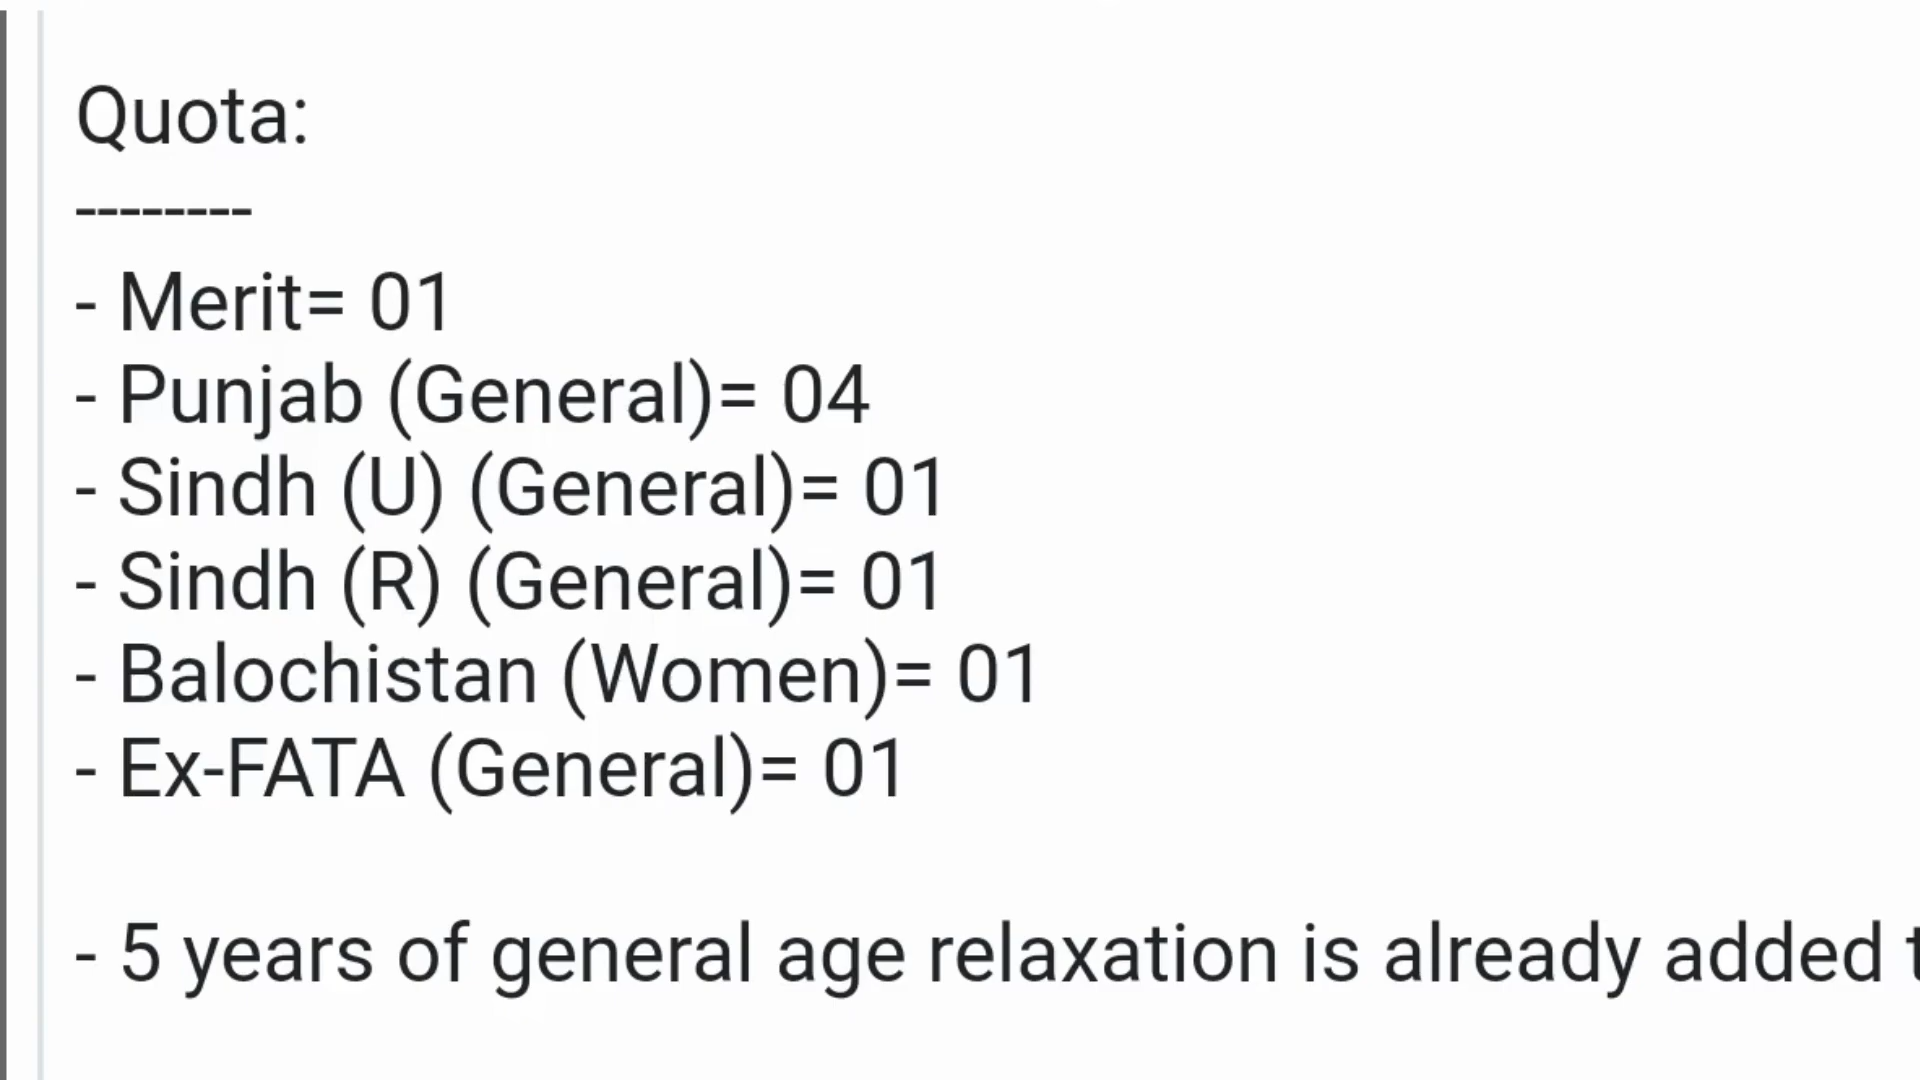 Quota:
--------
- Merit= 01
- Punjab (General)= 04
- Sindh (U) (General)= 01
- Sindh (R) (General)= 01
- Balochistan (Women)= 01
- Ex-FATA (General)= 01
- 5 years of general age relaxation is already added